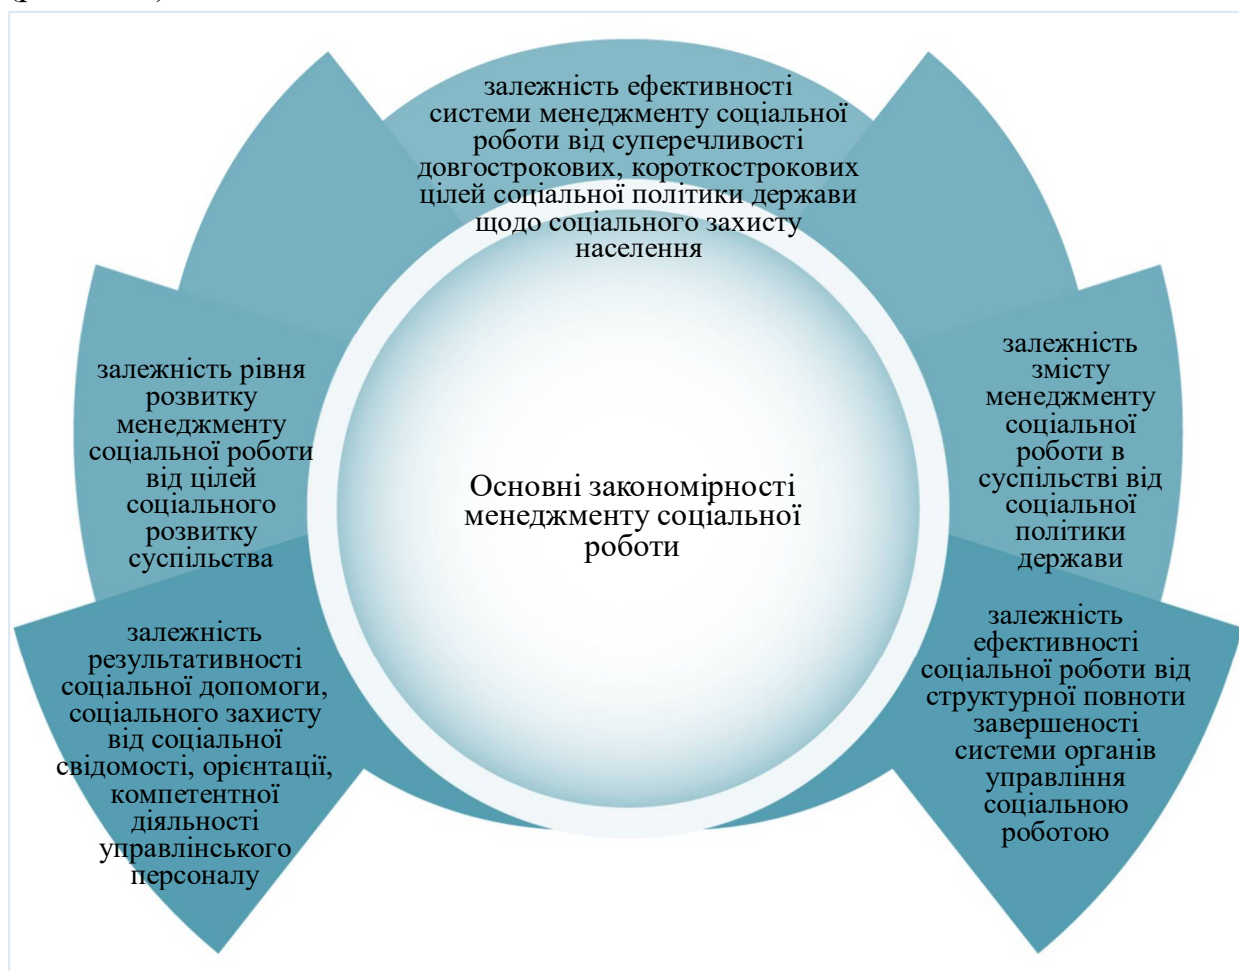 залежність ефективності
системи менеджменту соціальної
роботи від суперечливості
довгострокових, короткострокових
цілей соціальної політики держави
щодо соціального захисту
населення
залежність
змісту
менеджменту
соціальної
роботи в
суспільстві від
соціальної
політики
держави
залежність
ефективності
соціальної роботи від
структурної повноти
завершеності
системи органів
управління
соціальною
роботою
залежність
результативності
соціальної допомоги,
соціального захисту
від соціальної
свідомості, орієнтації,
компетентної
діяльності
управлінського
персоналу
залежність рівня
розвитку
менеджменту
соціальної роботи
від цілей
соціального
розвитку
суспільства
Основні закономірності
менеджменту соціальної
роботи